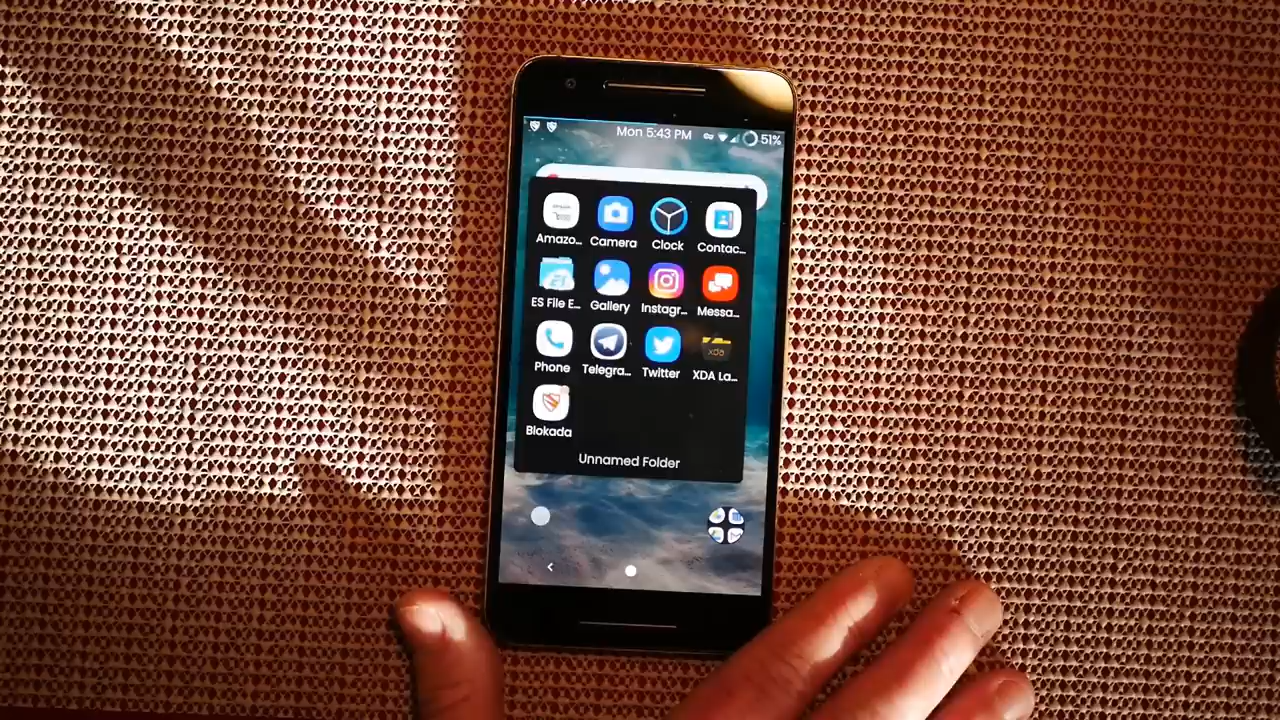 Mon 5:43 PM 51%
Amazo... Camera Clock Contac...
ES File E... Gallery Instagr... Messa...
xda
Phone Telegra... Twitter XDA La...
Blokada
Unnamed Folder